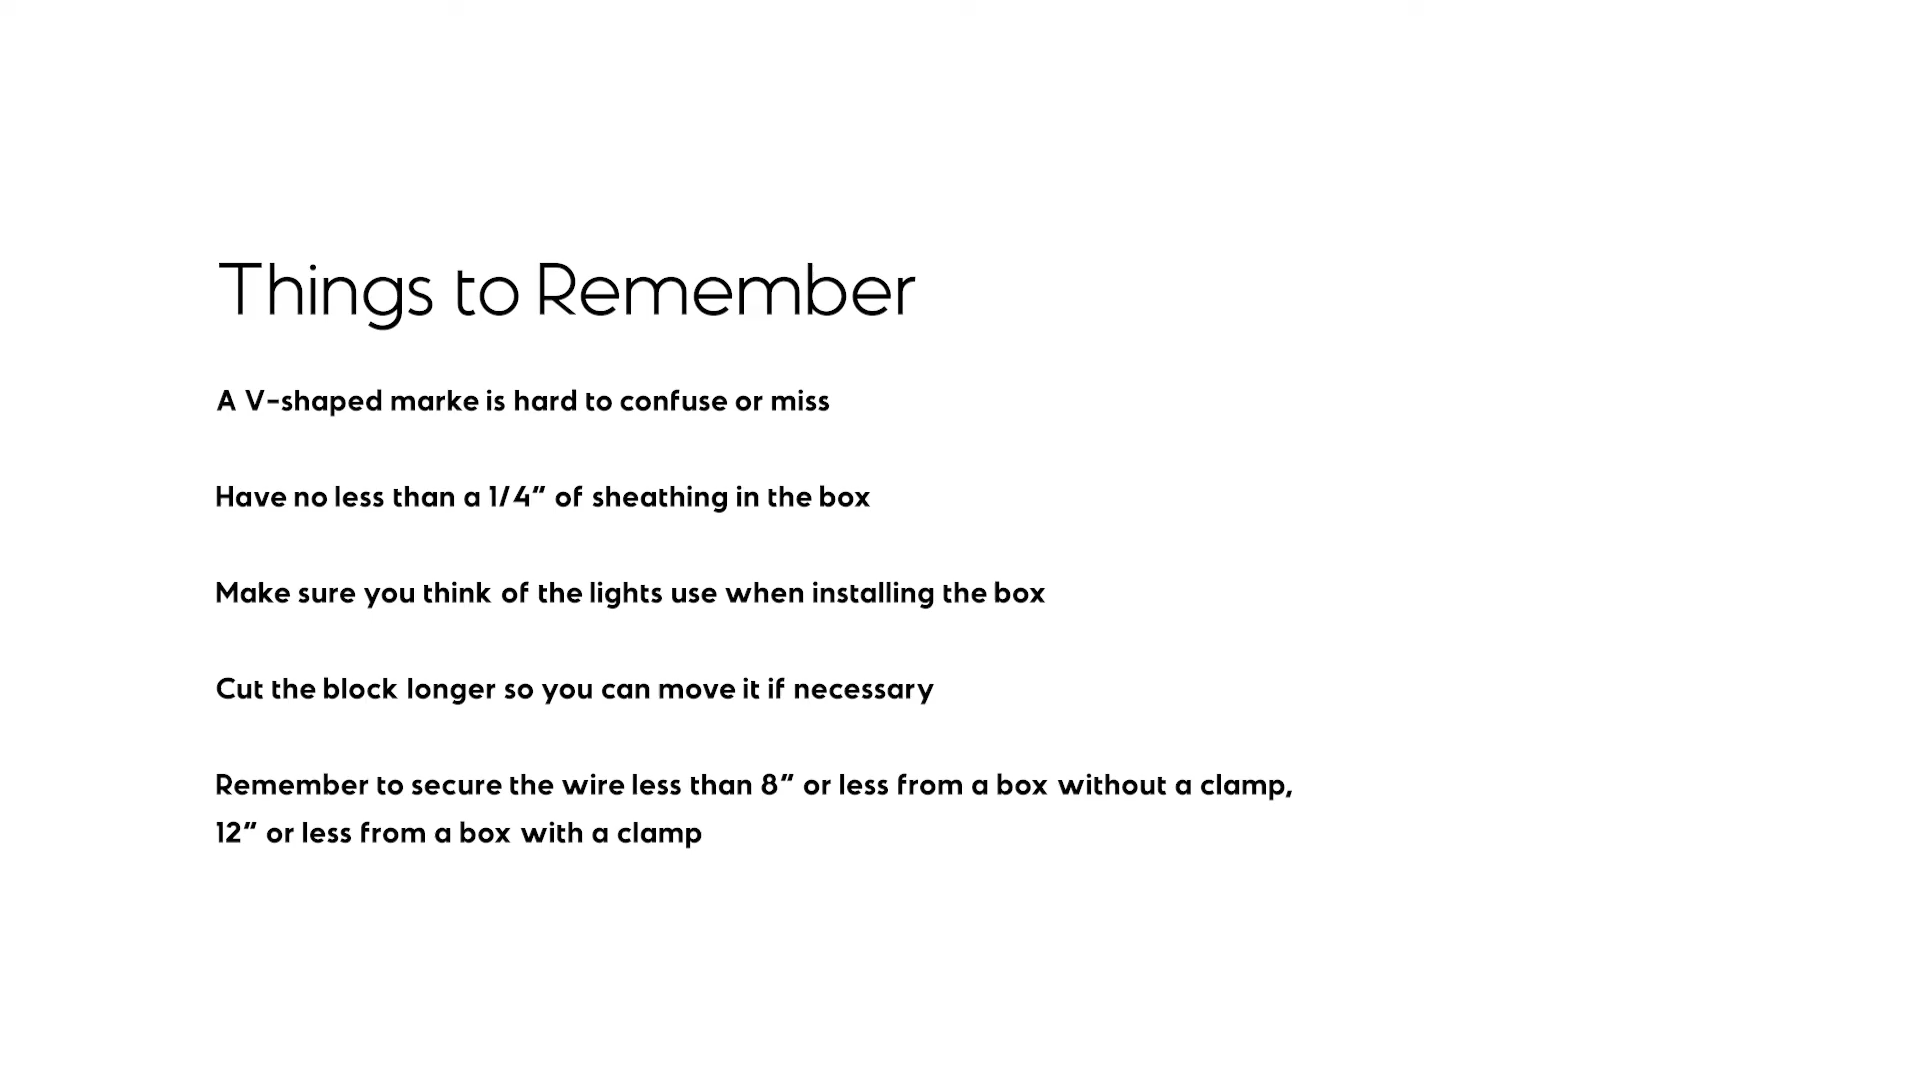 Things to Remember
A V-shaped marke is hard to confuse or miss
Have no less than a 1/4” of sheathing in the box
Make sure you think of the lights use when installing the box
Cut the block longer so you can move it if necessary
Remember to secure the wire less than 8” or less from a box without a clamp,
12” or less from a box with a clamp